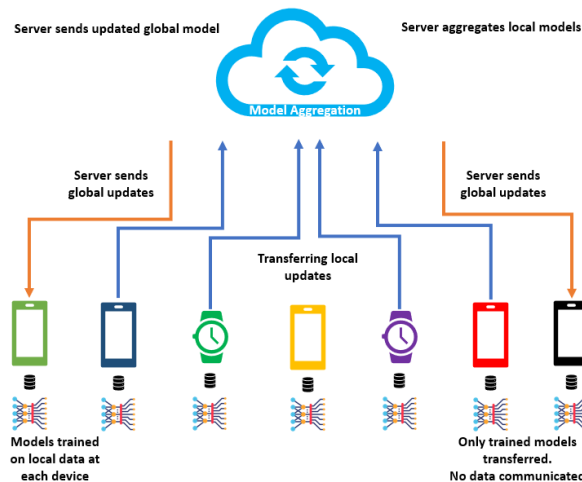 Server sends updated global model
Server aggregates local models
Model Aggregation
Server sends
global updates
Server sends
global updates
Transferring local
updates
Models trained
on local data at
each device
Only trained models
transferred.
No data communicated